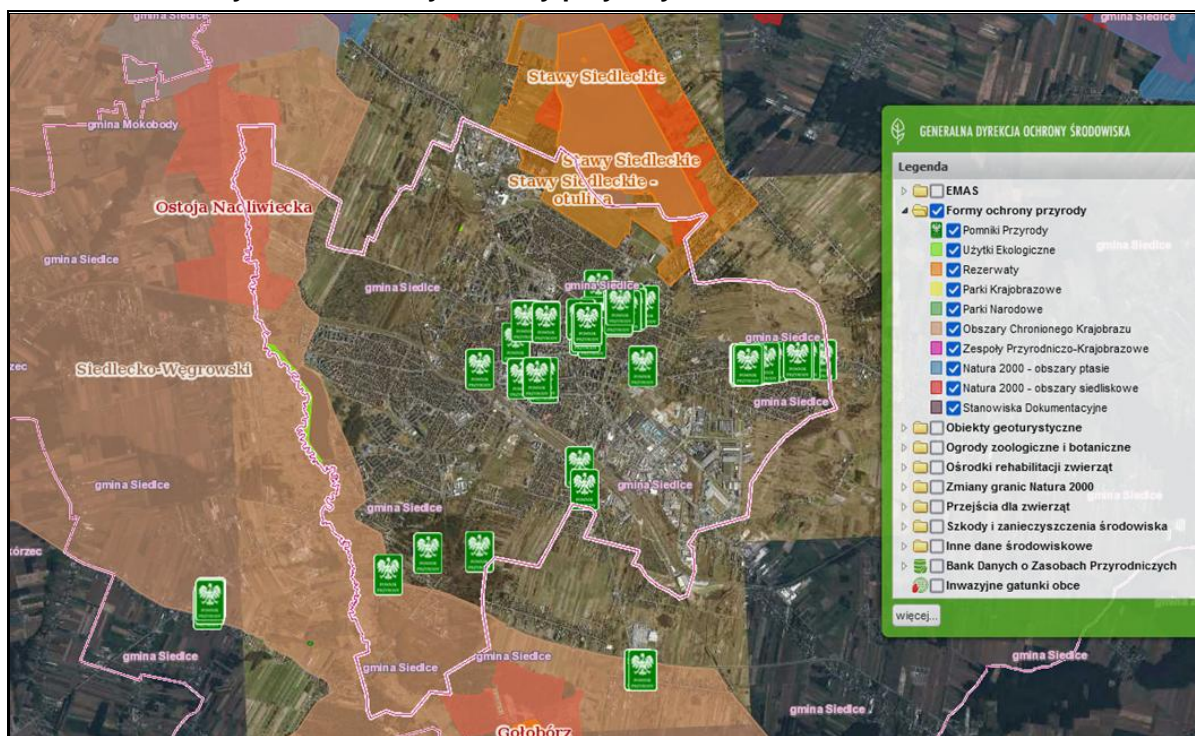 gmina Siedlce
gmina Siedlce
Stawy Siedleckie
gmina Mokobody
GENERALNA DYREKCJA OCHRONY ŚRODOWISKA
Legenda
EMAS
Formy ochrony przyrody
Pomniki Przyrody
Użytki Ekologiczne
Rezerwaty
Parki Krajobrazowe
Parki Narodowe
Obszary Chronionego Krajobrazu
Zespoły Przyrodniczo-Krajobrazowe
Natura 2000 - obszary ptasie
Natura 2000 - obszary siedliskowe
Stanowiska Dokumentacyjne
Obiekty geoturystyczne
Ogrody zoologiczne i botaniczne
Ośrodki rehabilitacji zwierząt
Zmiany granic Natura 2000
Przejścia dla zwierząt
Szkody i zanieczyszczenia środowiska
Inne dane środowiskowe
Bank Danych o Zasobach Przyrodniczych
Inwazyjne gatunki obce
więcej...
Stawy Siedleckie
Stawy Siedleckie -
otulina
Ostoja Nadliwiecka
gmina Siedlce
gmina Siedlce
gmina Siedlce
gmina Siedlce
gmina Siedlce
Siedlecko-Węgrowski
gmina Siedlce
gmina Siedlce
gmina Siedlce
gmina Siedlce
gmina Siedlce
gmina Siedlce
gmina Siedlce
gmina Siedlce
gmina Siedlce
Gołobórz